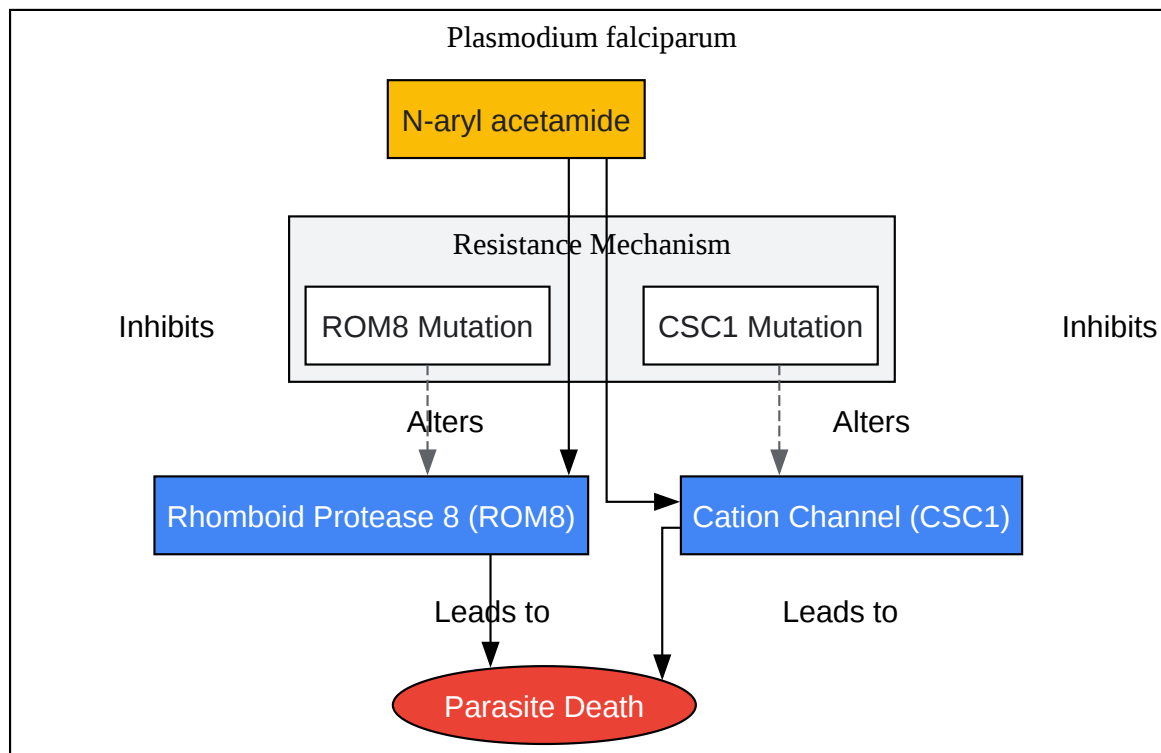 Plasmodium falciparum
N-aryl acetamide
Resistance Mechanism
Inhibits
ROM8 Mutation
CSC1 Mutation
Inhibits
Alters
Alters
Rhomboid Protease 8 (ROM8)
Cation Channel (CSC1)
Leads to
Leads to
Parasite Death